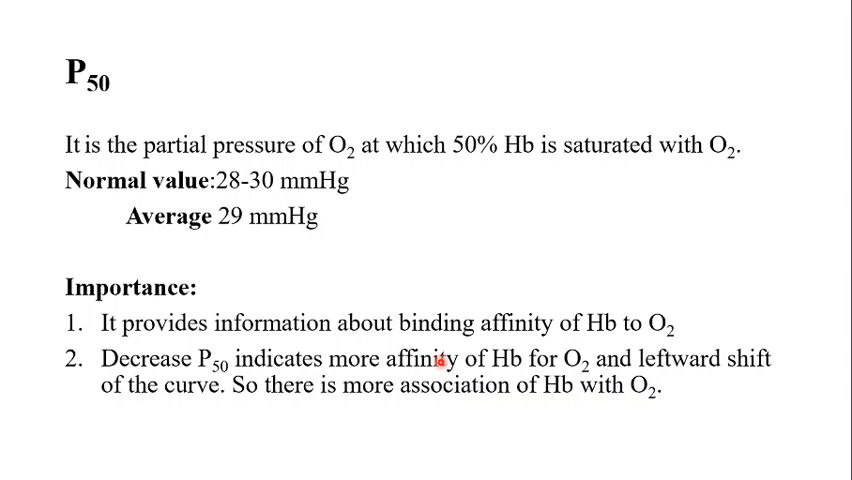 P50
It is the partial pressure of O2 at which 50% Hb is saturated with O2.
Normal value:28-30 mmHg
Average 29 mmHg
Importance:
1. It provides information about binding affinity of Hb to O2
2. Decrease P50 indicates more affinity of Hb for O2 and leftward shift
of the curve. So there is more association of Hb with O2.